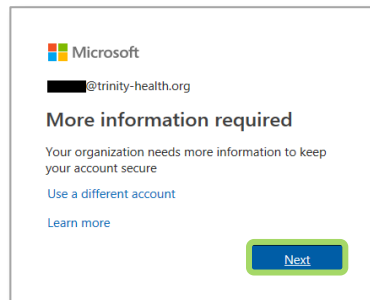 Microsoft
@trinity-health.org
More information required
Your organization needs more information to keep
your account secure
Use a different account
Learn more
Next